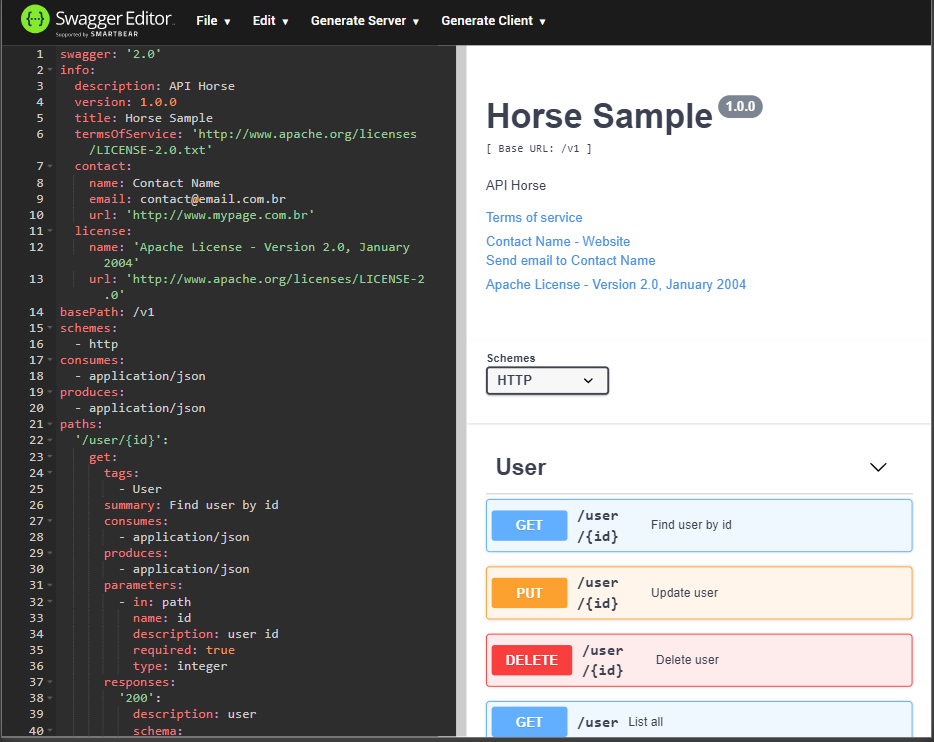 {···} Swagger Editor.
Supported by SMARTBEAR
File ▾ Edit ▾ Generate Server ▾ Generate Client ▾
1 swagger: '2.0'
2 info:
3 description: API Horse
4 version: 1.0.0
5 title: Horse Sample
6 termsOfService: 'http://www.apache.org/licenses
/LICENSE-2.0.txt'
7 contact:
8 name: Contact Name
9 email: contact@email.com.br
10 url: 'http://www.mypage.com.br'
11 license:
12 name: 'Apache License - Version 2.0, January
2004'
13 url: 'http://www.apache.org/licenses/LICENSE-2
.0'
14 basePath: /v1
15 schemes:
16 - http
17 consumes:
18 - application/json
19 produces:
20 - application/json
21 paths:
22 '/user/{id}':
23 get:
24 tags:
25 - User
26 summary: Find user by id
27 consumes:
28 - application/json
29 produces:
30 - application/json
31 parameters:
32 - in: path
33 name: id
34 description: user id
35 required: true
36 type: integer
37 responses:
38 '200':
39 description: user
40 schema:
Horse Sample 1.0.0
[ Base URL: /v1 ]
API Horse
Terms of service
Contact Name - Website
Send email to Contact Name
Apache License - Version 2.0, January 2004
Schemes
HTTP
User
GET /user
/{id} Find user by id
PUT /user
/{id} Update user
DELETE /user
/{id} Delete user
GET /user List all